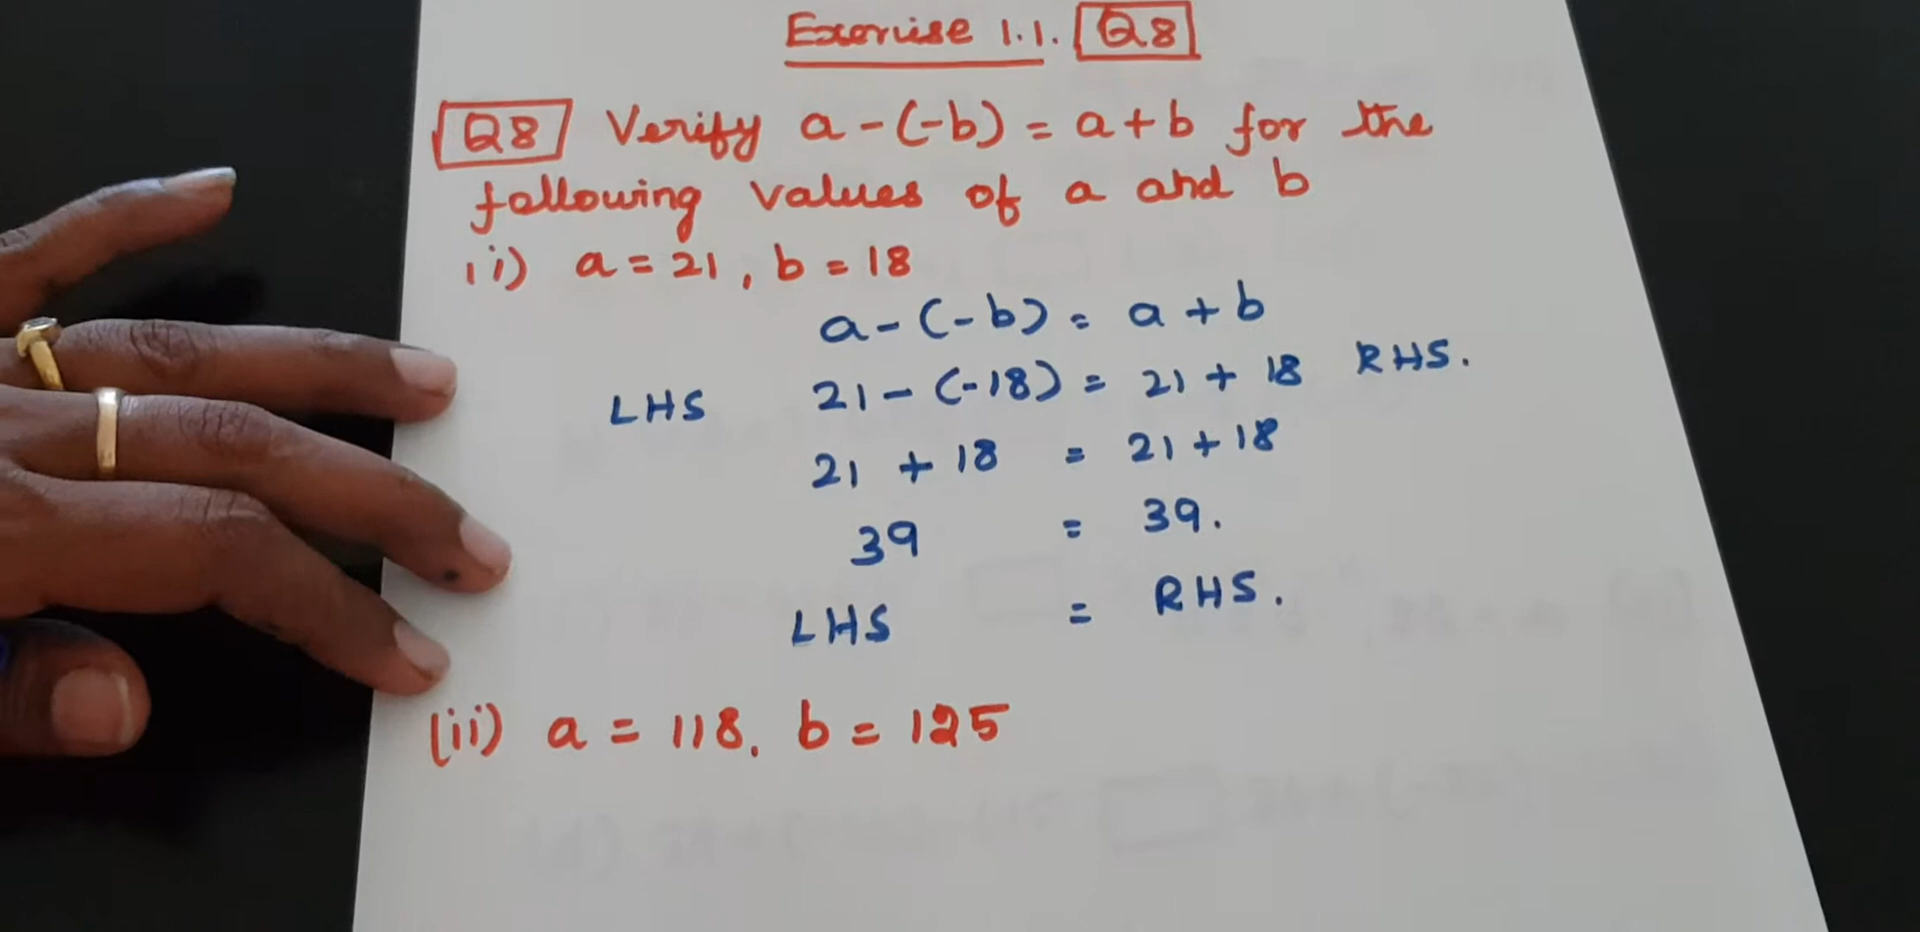 Exercise 1.1. Q8
Q8 Verify a - (-b) = a + b for the
following values of a and b
i) a = 21, b = 18
a - (-b) = a + b
LHS 21 - (-18) = 21 + 18 RHS.
21 + 18 = 21 + 18
39 = 39.
LHS = RHS.
(ii) a = 118. b = 125